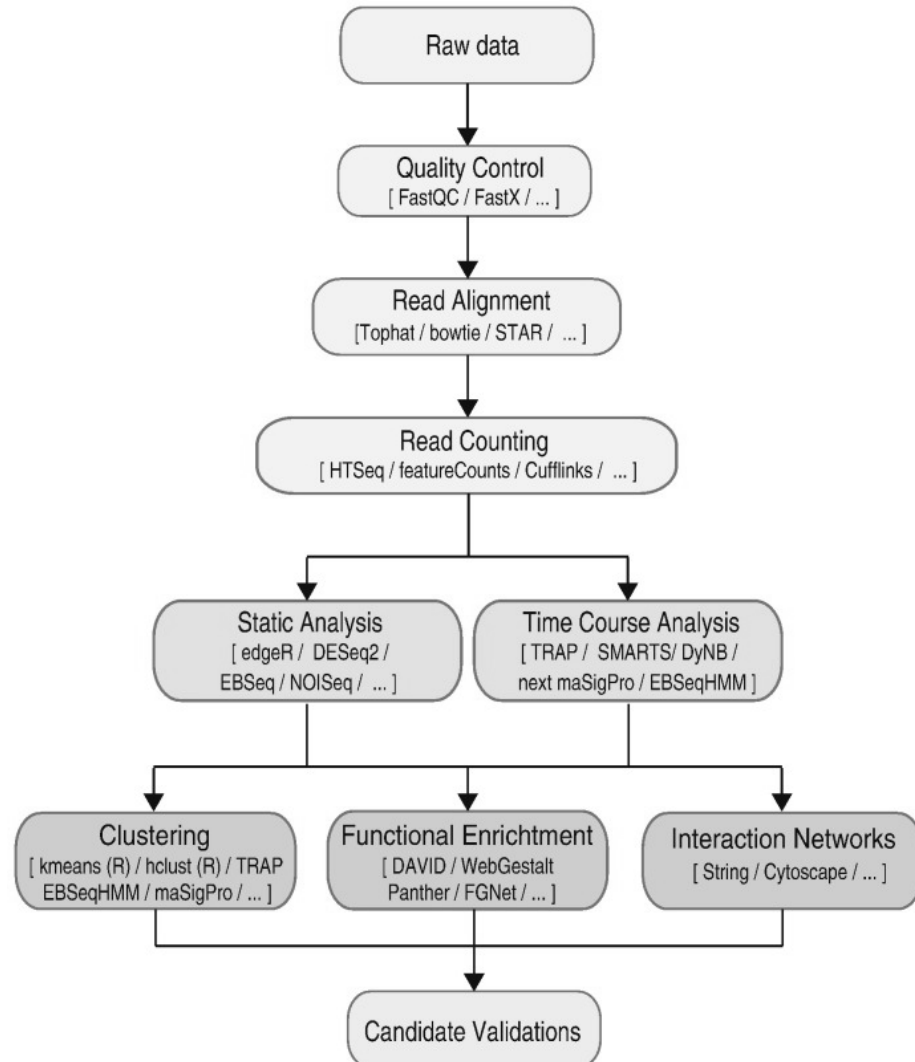 Raw data
Quality Control
[ FastQC / FastX / ... ]
Read Alignment
[Tophat / bowtie / STAR / ... ]
Read Counting
[ HTSeq / featureCounts / Cufflinks / ... ]
Static Analysis
[ edgeR / DESeq2 /
EBSeq / NOISeq / ... ]
Time Course Analysis
[ TRAP / SMARTS/ DyNB /
next maSigPro / EBSeqHMM ]
Clustering
[ kmeans (R) / hclust (R) / TRAP
EBSeqHMM / maSigPro / ... ]
Functional Enrichtment
[ DAVID / WebGestalt
Panther / FGNet / ... ]
Interaction Networks
[ String / Cytoscape / ... ]
Candidate Validations